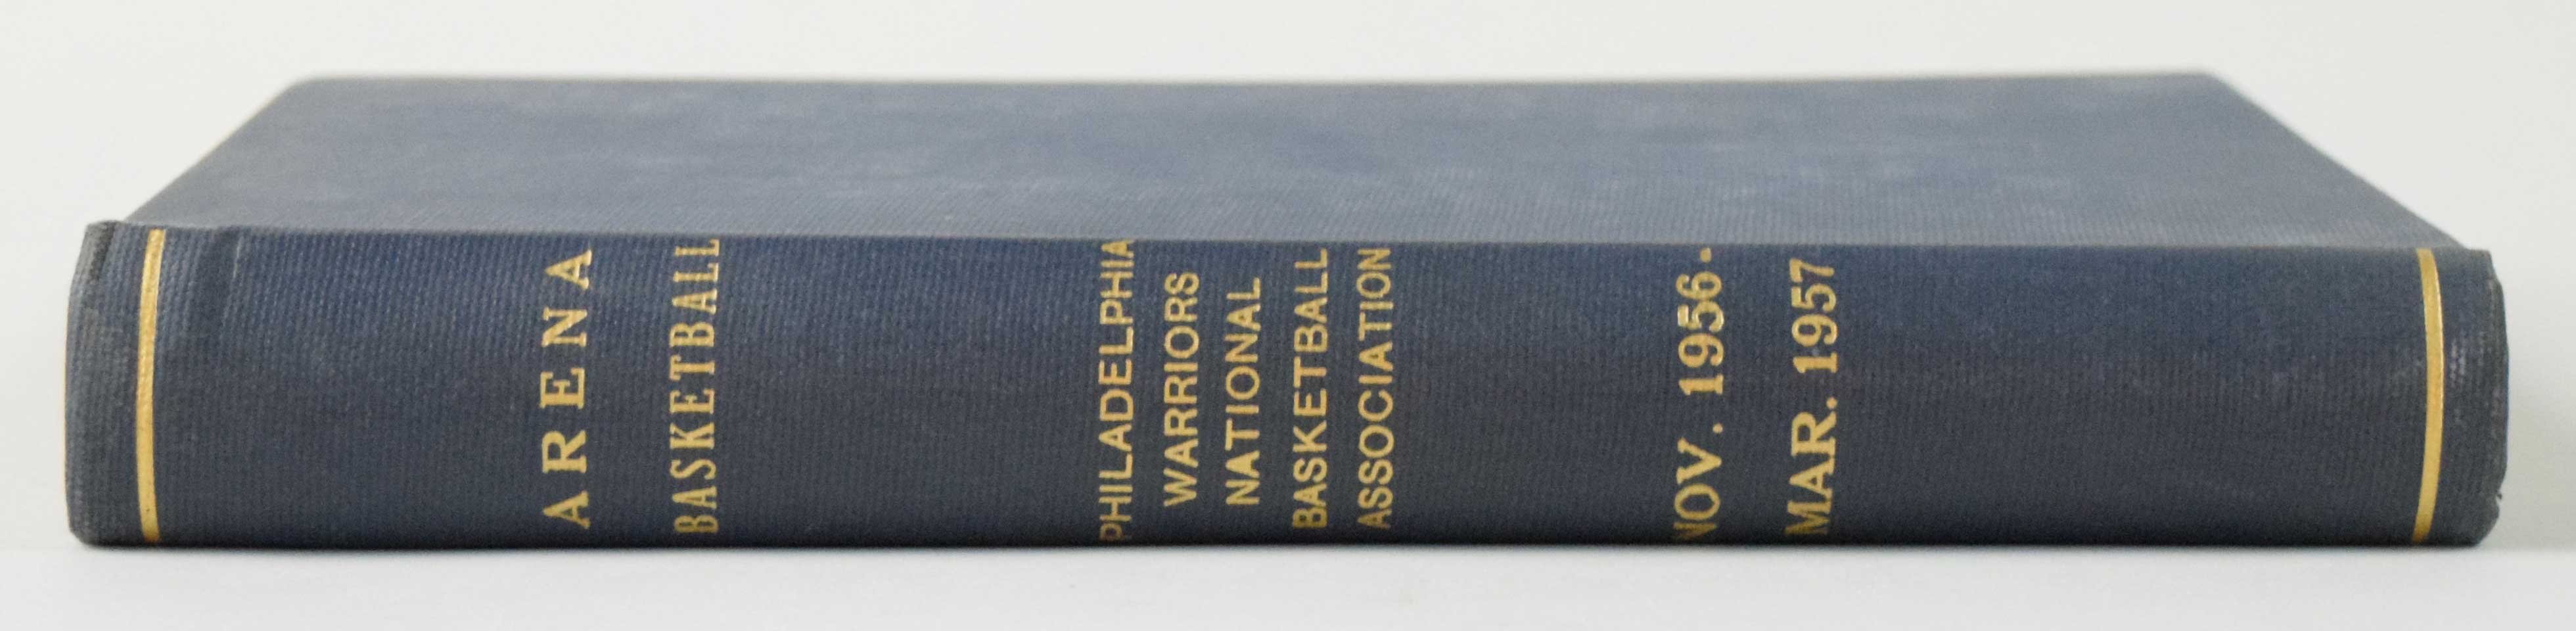 ARENA
BASKETBALL
PHILADELPHIA
WARRIORS
NATIONAL
BASKETBALL
ASSOCIATION
NOV. 1956-
MAR. 1957